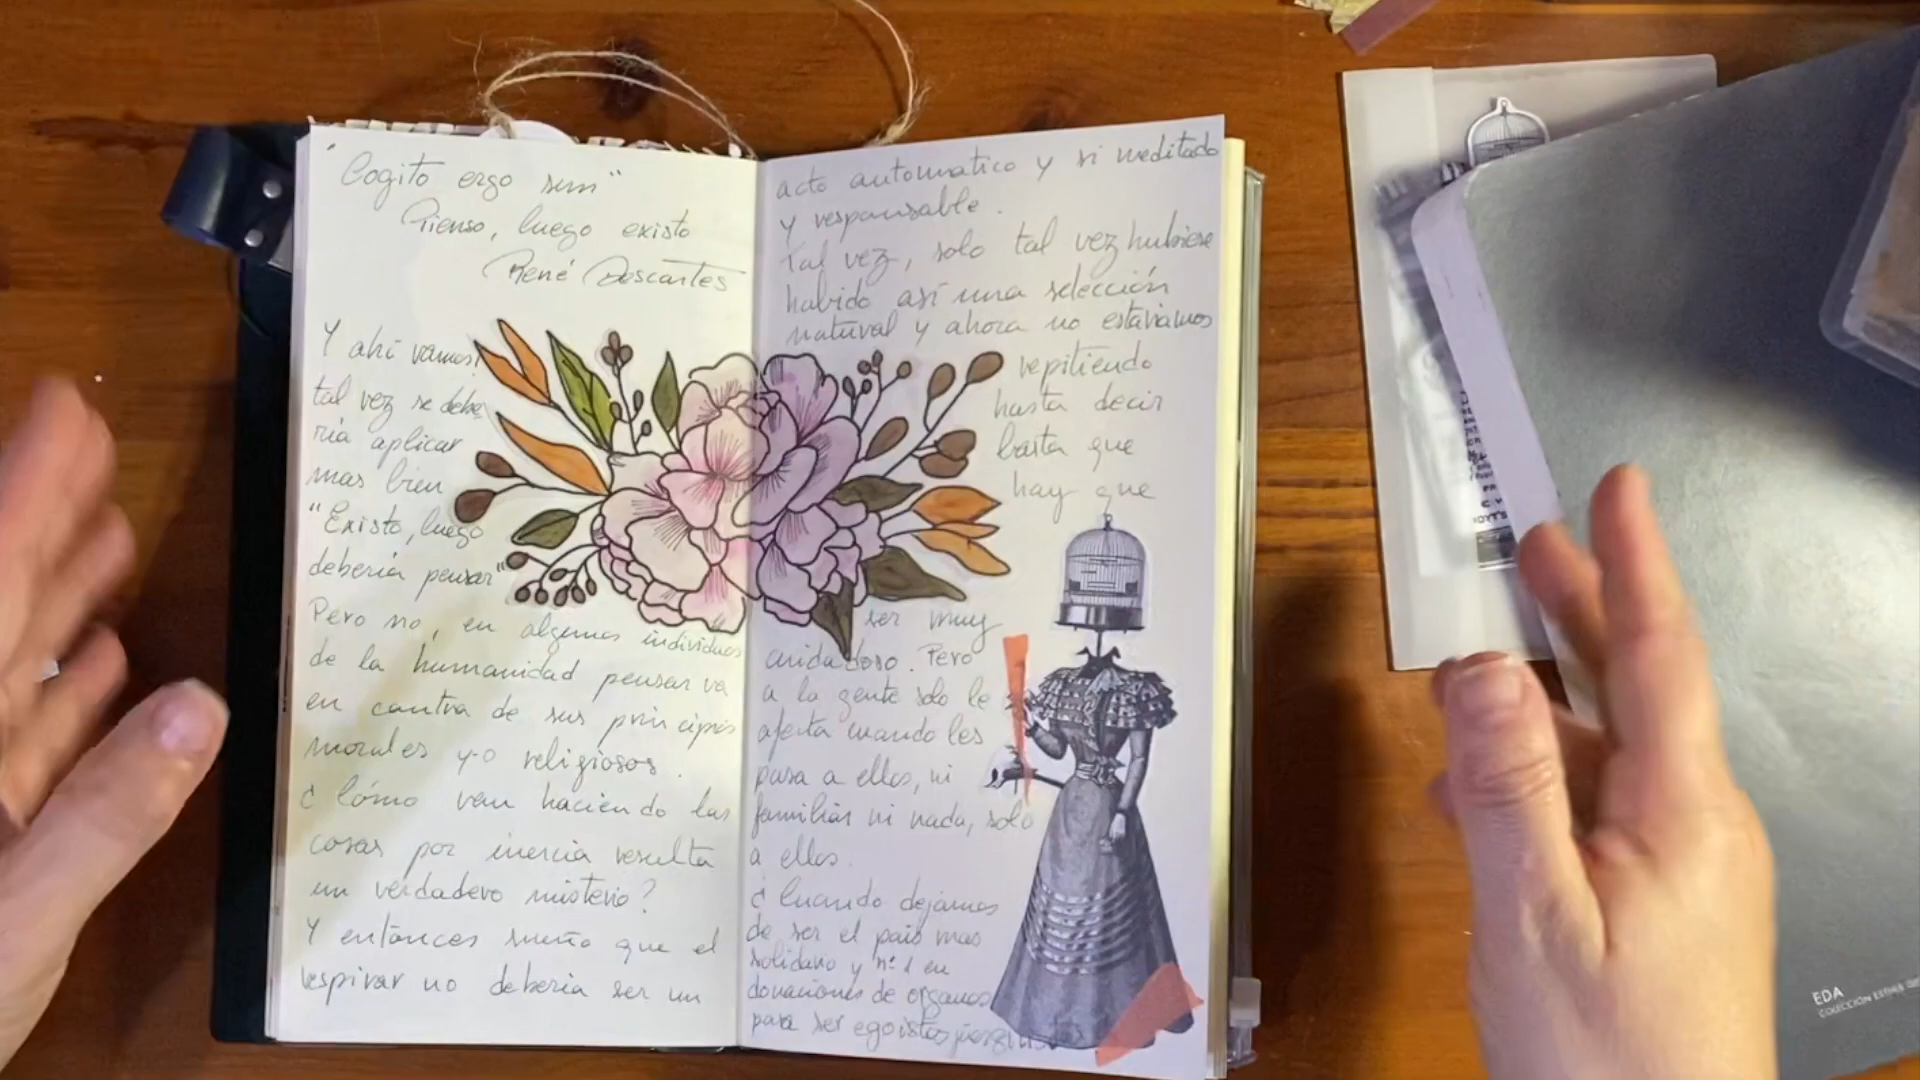 "Cogito ergo sum"
Pienso, luego existo
René Descartes
Y ahí vamos!
tal vez se debe
ría aplicar
mas bien
"Existo, luego
debería pensar"
Pero no, en algunos individuos
de la humanidad pensar va
en contra de sus principios
morales y-o religiosos.
¿Cómo van haciendo las
cosas por inercia resulta
un verdadero misterio?
Y entonces sueño que el
respirar no debería ser un
acto automatico y si meditado
y responsable.
Tal vez, solo tal vez hubiese
habido así una selección
natural y ahora no estaríamos
repitiendo
hasta decir
basta que
hay que
ser muy
cuidadoso. Pero
a la gente solo le
afecta cuando les
pasa a ellos, ni
familiar ni nada, solo
a ellos.
¿Cuando dejamos
de ser el país mas
solidario y nº 1 en
donaciones de organos
para ser egoistas
EDA
COLECCIÓN